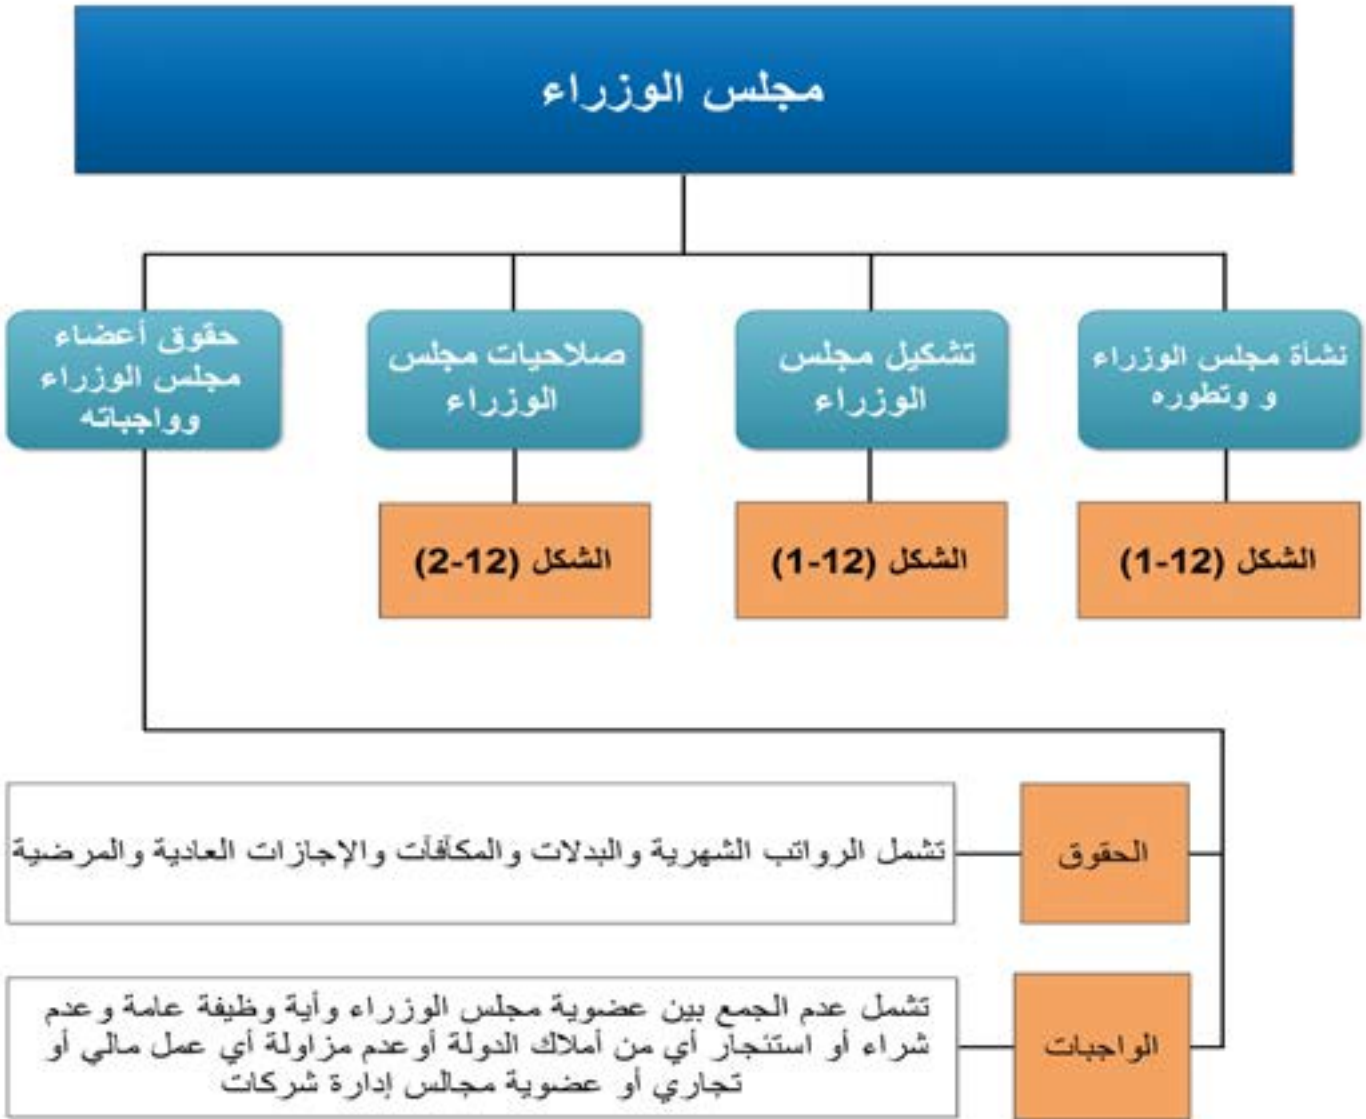 مجلس الوزراء
نشأة مجلس الوزراء
و وتطوره
تشكيل مجلس
الوزراء
صلاحيات مجلس
الوزراء
حقوق أعضاء
مجلس الوزراء
وواجباته
الشكل (12-1)
الشكل (12-1)
الشكل (12-2)
الحقوق
تشمل الرواتب الشهرية والبدلات والمكآفآت والإجازات العادية والمرضية
الواجبات
تشمل عدم الجمع بين عضوية مجلس الوزراء وأية وظيفة عامة وعدم
شراء أو استئجار أي من أملاك الدولة أوعدم مزاولة أي عمل مالي أو
تجاري أو عضوية مجالس إدارة شركات